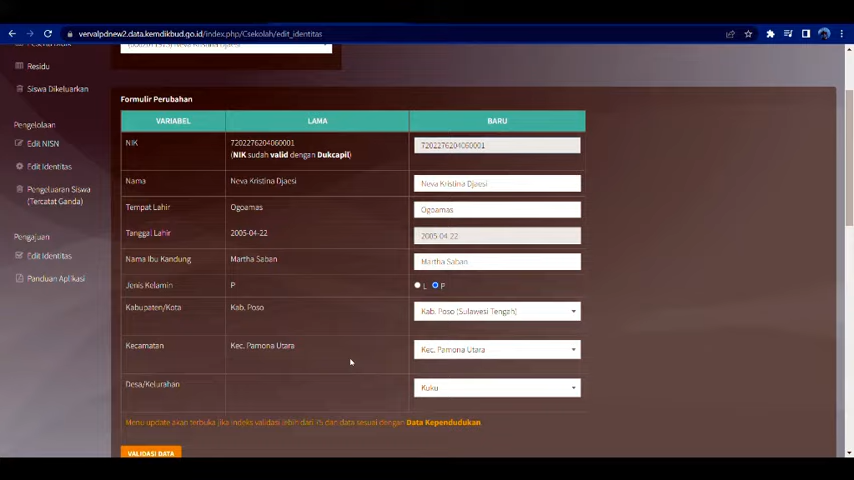 vervalpdnew2.data.kemdikbud.go.id/index.php/Csekolah/edit_identitas
Residu
Siswa Dikeluarkan
Pengelolaan
Edit NISN
Edit Identitas
Pengeluaran Siswa
(Tercatat Ganda)
Pengajuan
Edit Identitas
Panduan Aplikasi
Formulir Perubahan
VARIABEL LAMA BARU
NIK 7202276204060001 7202276204060001
(NIK sudah valid dengan Dukcapil)
Nama Neva Kristina Djaesi Neva Kristina Djaesi
Tempat Lahir Ogoamas Ogoamas
Tanggal Lahir 2005-04-22 2005-04-22
Nama Ibu Kandung Martha Saban Martha Saban
Jenis Kelamin P L P
Kabupaten/Kota Kab. Poso Kab. Poso (Sulawesi Tengah)
Kecamatan Kec. Pamona Utara Kec. Pamona Utara
Desa/Kelurahan Kuku
Menu update akan terbuka jika indeks validasi lebih dari 75 dan data sesuai dengan Data Kependudukan
VALIDASI DATA